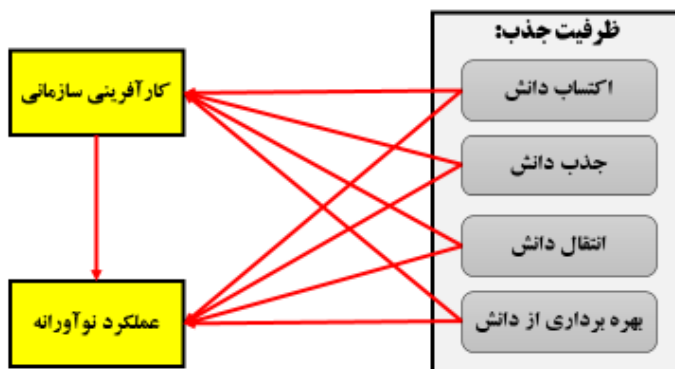 ظرفیت جذب:
اکتساب دانش
جذب دانش
انتقال دانش
بهره برداری از دانش
کارآفرینی سازمانی
عملکرد نوآورانه